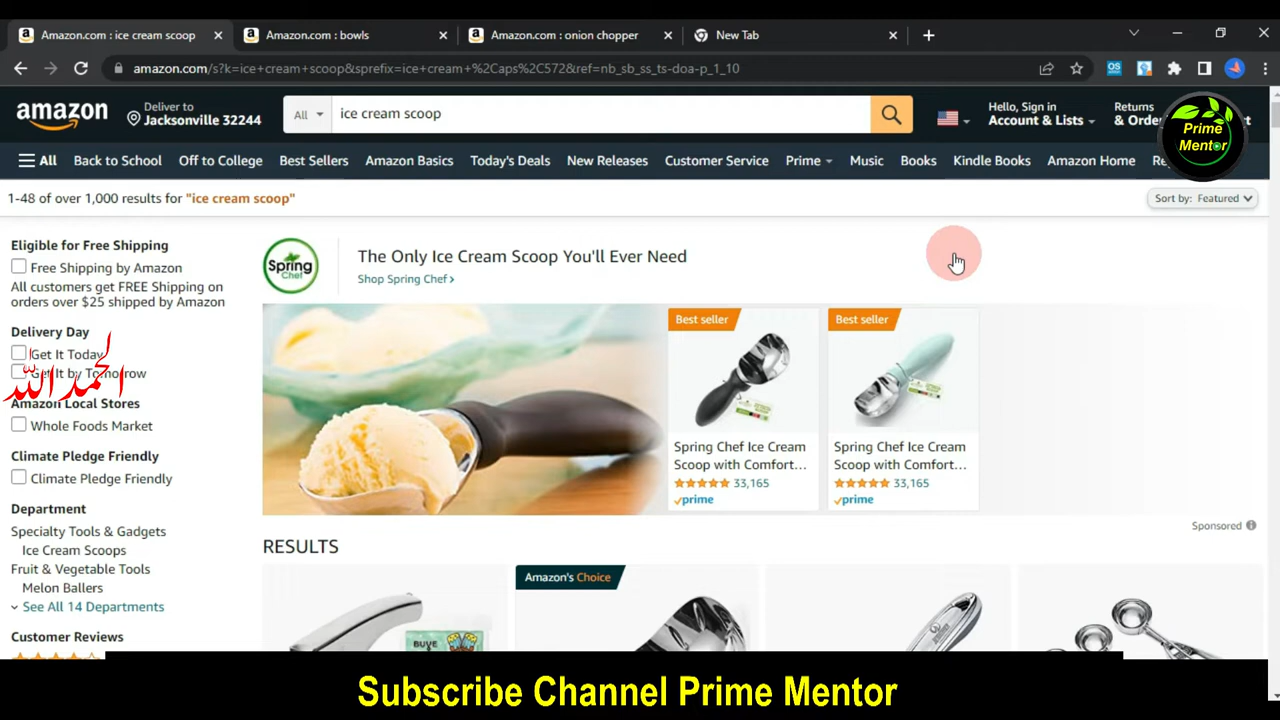 Amazon.com : ice cream scoop
Amazon.com : bowls
Amazon.com : onion chopper
New Tab
amazon.com/s?k=ice+cream+scoop&sprefix=ice+cream+%2Caps%2C572&ref=nb_sb_ss_ts-doa-p_1_10
amazon
Deliver to
Jacksonville 32244
All
ice cream scoop
Hello, Sign in
Account & Lists
Returns
Prime
Mentor
All
Back to School
Off to College
Best Sellers
Amazon Basics
Today's Deals
New Releases
Customer Service
Prime
Music
Books
Kindle Books
Amazon Home
1-48 of over 1,000 results for "ice cream scoop"
Sort by: Featured
Eligible for Free Shipping
Free Shipping by Amazon
All customers get FREE Shipping on
orders over $25 shipped by Amazon
Delivery Day
Get It Today
Get It by Tomorrow
الحمد اللّٰہ
Amazon Local Stores
Whole Foods Market
Climate Pledge Friendly
Climate Pledge Friendly
Department
Specialty Tools & Gadgets
Ice Cream Scoops
Fruit & Vegetable Tools
Melon Ballers
See All 14 Departments
Customer Reviews
Spring
Chef
The Only Ice Cream Scoop You'll Ever Need
Shop Spring Chef
Best seller
Spring Chef Ice Cream
Scoop with Comfort...
33,165
prime
Best seller
Spring Chef Ice Cream
Scoop with Comfort...
33,165
prime
Sponsored
RESULTS
Amazon's Choice
Subscribe Channel Prime Mentor